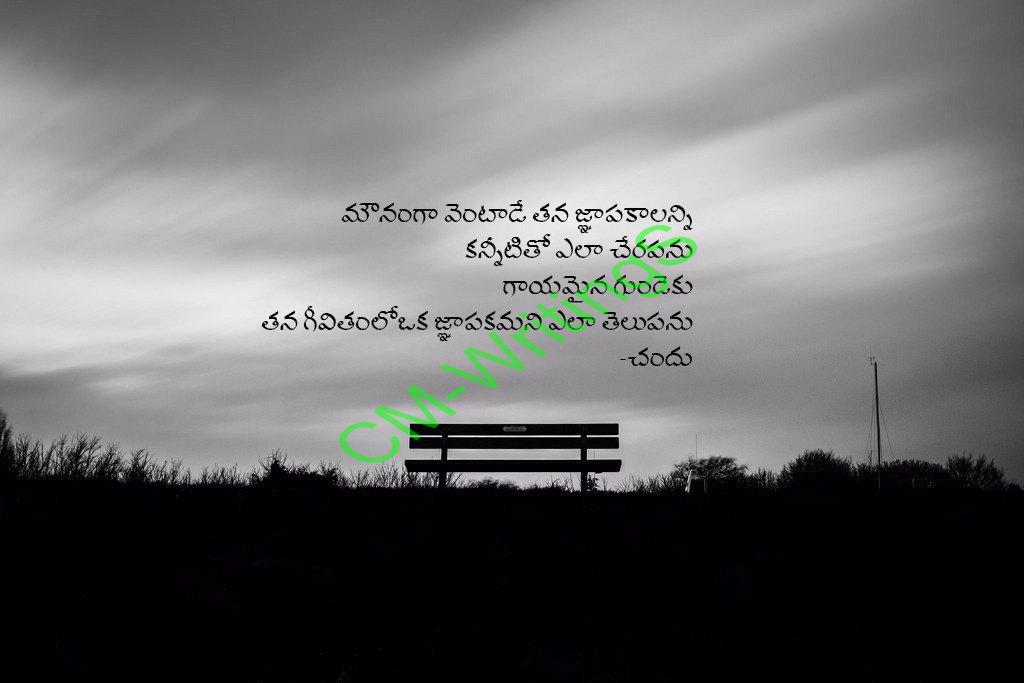 మౌనంగా వెంటాడే తన జ్ఞాపకాలన్ని
కన్నీటితో ఎలా చేరపను
గాయమైన గుండెకు
తన గీవితంలోఒక జ్ఞాపకమని ఎలా తెలుపను
-చందు
CM-Writings